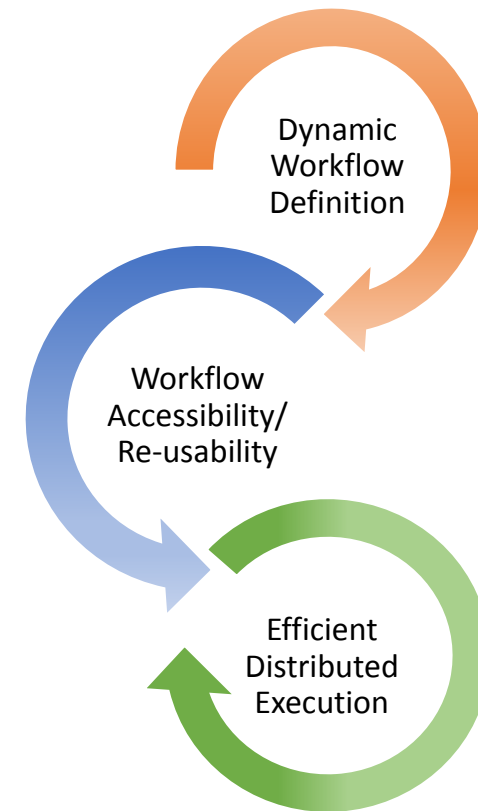 Dynamic
Workflow
Definition
Workflow
Accessibility/
Re-usability
Efficient
Distributed
Execution